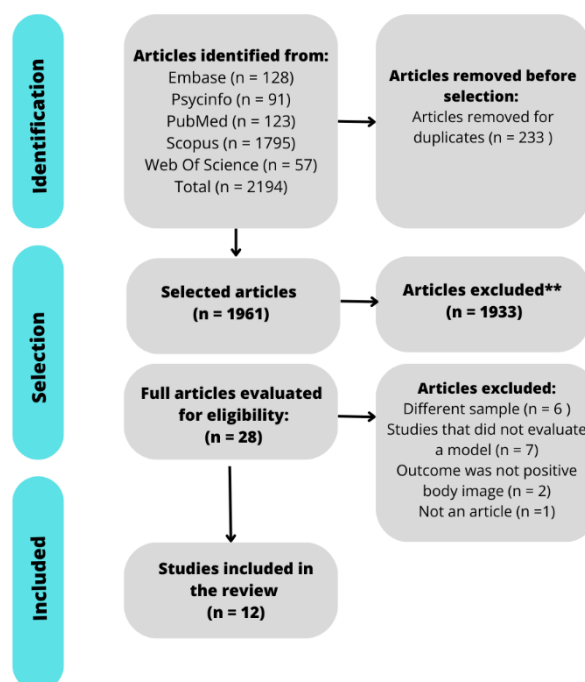 Identification
Articles identified from:
Embase (n = 128)
Psycinfo (n = 91)
PubMed (n = 123)
Scopus (n = 1795)
Web Of Science (n = 57)
Total (n = 2194)
Articles removed before
selection:
Articles removed for
duplicates (n = 233 )
Selection
Selected articles
(n = 1961)
Articles excluded**
(n = 1933)
Full articles evaluated
for eligibility:
(n = 28)
Articles excluded:
Different sample (n = 6 )
Studies that did not evaluate
a model (n = 7)
Outcome was not positive
body image (n = 2)
Not an article (n =1)
Included
Studies included in
the review
(n = 12)